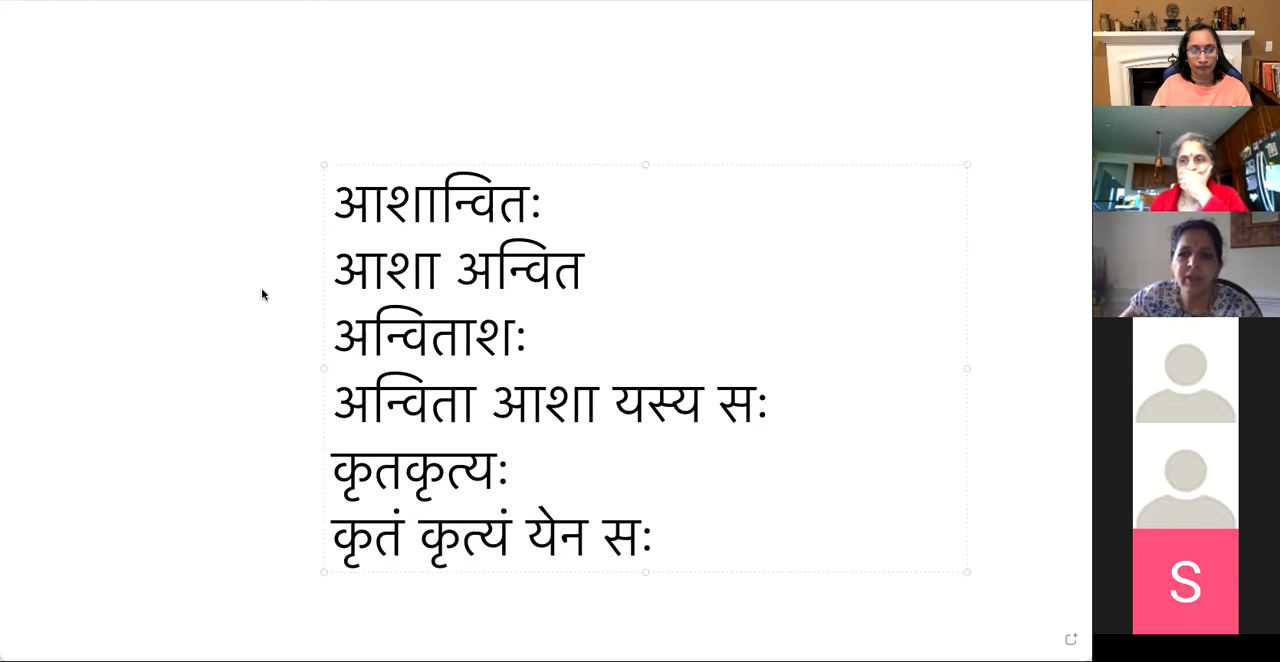 आशान्वितः
आशा अन्वित
अन्विताशः
अन्विता आशा यस्य सः
कृतकृत्यः
कृतं कृत्यं येन सः
S